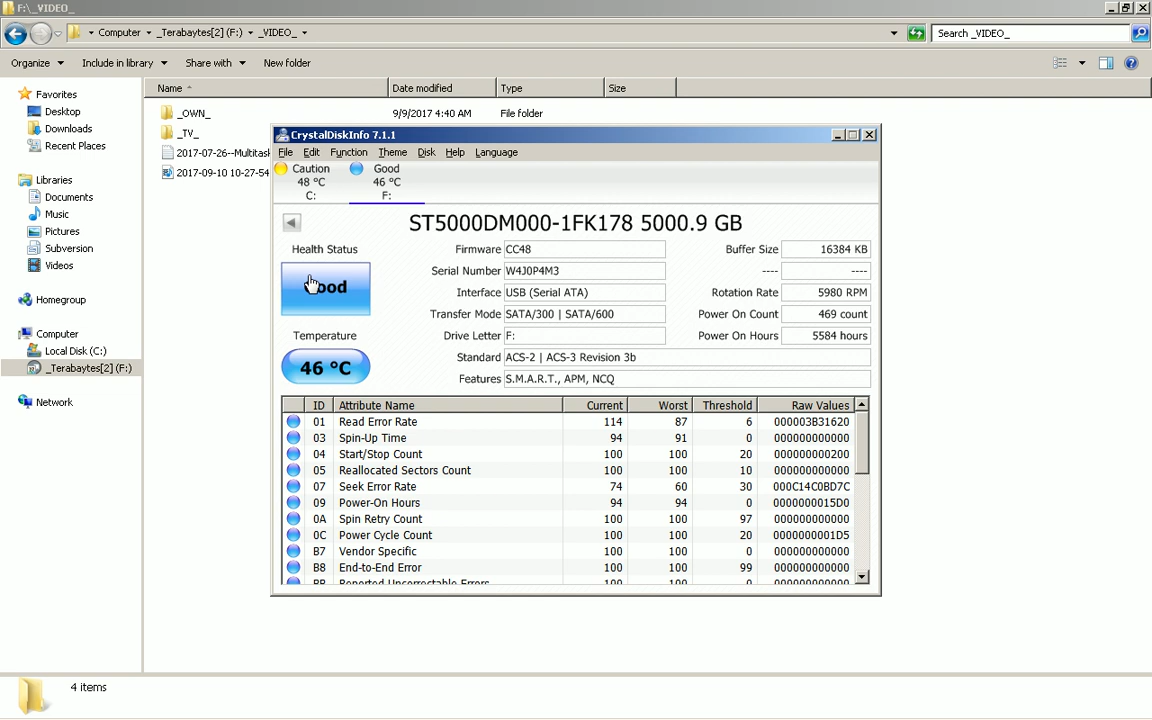 F:\_VIDEO_
Computer _Terabytes[2] (F:) _VIDEO_
Search _VIDEO_
Organize Include in library Share with New folder
Name Date modified Type Size
Favorites
Desktop
Downloads
Recent Places
Libraries
Documents
Music
Pictures
Subversion
Videos
Homegroup
Computer
Local Disk (C:)
_Terabytes[2] (F:)
Network
_OWN_ 9/9/2017 4:40 AM File folder
_TV_
2017-07-26--Multitask
2017-09-10 10-27-54
CrystalDiskInfo 7.1.1
File Edit Function Theme Disk Help Language
Caution Good
48 °C 46 °C
C: F:
ST5000DM000-1FK178 5000.9 GB
Health Status
Good
Temperature
46 °C
Firmware CC48 Buffer Size 16384 KB
Serial Number W4J0P4M3 ---- ----
Interface USB (Serial ATA) Rotation Rate 5980 RPM
Transfer Mode SATA/300 | SATA/600 Power On Count 469 count
Drive Letter F: Power On Hours 5584 hours
Standard ACS-2 | ACS-3 Revision 3b
Features S.M.A.R.T., APM, NCQ
ID Attribute Name Current Worst Threshold Raw Values
01 Read Error Rate 114 87 6 000003B31620
03 Spin-Up Time 94 91 0 000000000000
04 Start/Stop Count 100 100 20 000000000200
05 Reallocated Sectors Count 100 100 10 000000000000
07 Seek Error Rate 74 60 30 000C14C0BD7C
09 Power-On Hours 94 94 0 0000000015D0
0A Spin Retry Count 100 100 97 000000000000
0C Power Cycle Count 100 100 20 0000000001D5
B7 Vendor Specific 100 100 0 000000000000
B8 End-to-End Error 100 100 99 000000000000
BB Reported Uncorrectable Errors 100 100 0 000000000000
4 items